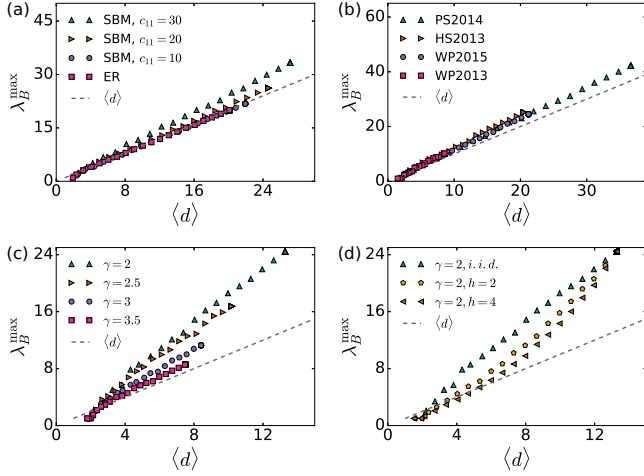 (a)
SBM, c₁₁ = 30
SBM, c₁₁ = 20
SBM, c₁₁ = 10
ER
⟨d⟩
45
30
15
0
λ_B^max
0 8 16 24
⟨d⟩
(b)
PS2014
HS2013
WP2015
WP2013
⟨d⟩
60
40
20
0
λ_B^max
0 10 20 30
⟨d⟩
(c)
γ = 2
γ = 2.5
γ = 3
γ = 3.5
⟨d⟩
24
16
8
0
λ_B^max
0 4 8 12
⟨d⟩
(d)
γ = 2, i.i.d.
γ = 2, h = 2
γ = 2, h = 4
⟨d⟩
24
16
8
0
λ_B^max
0 4 8 12
⟨d⟩